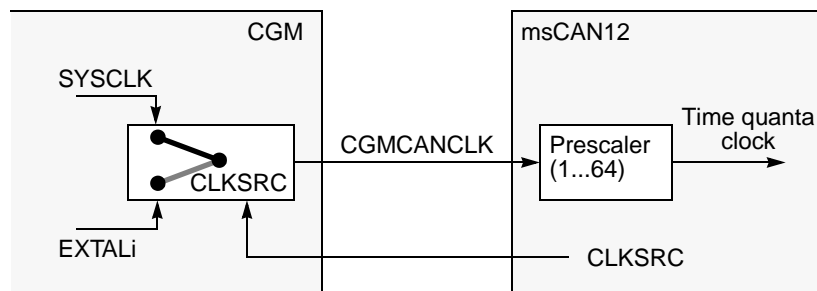 CGM
msCAN12
SYSCLK
CGMCANCLK
Prescaler
(1...64)
Time quanta
clock
CLKSRC
EXTALi
CLKSRC